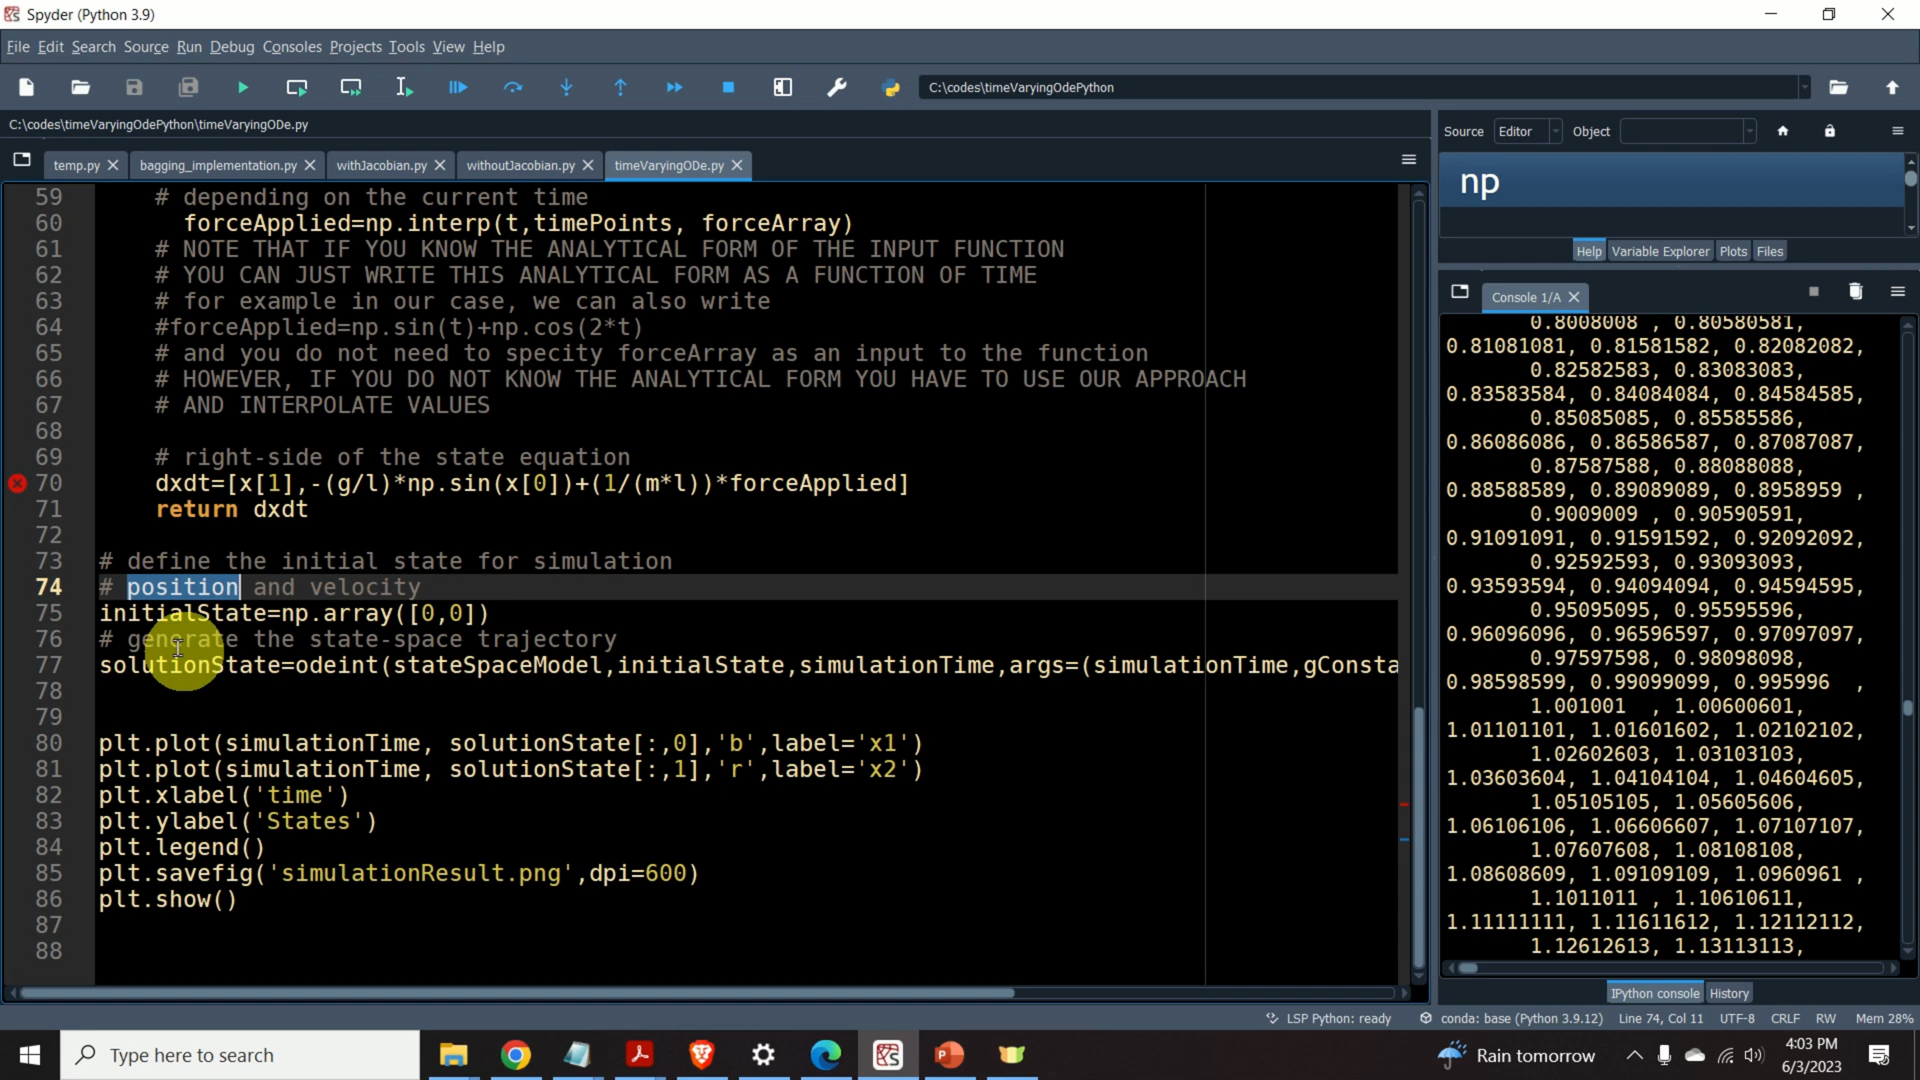 Spyder (Python 3.9)
File Edit Search Source Run Debug Consoles Projects Tools View Help
C:\codes\timeVaryingOdePython
C:\codes\timeVaryingOdePython\timeVaryingODe.py
temp.py bagging_implementation.py withJacobian.py withoutJacobian.py timeVaryingODe.py
59 # depending on the current time
60 forceApplied=np.interp(t,timePoints, forceArray)
61 # NOTE THAT IF YOU KNOW THE ANALYTICAL FORM OF THE INPUT FUNCTION
62 # YOU CAN JUST WRITE THIS ANALYTICAL FORM AS A FUNCTION OF TIME
63 # for example in our case, we can also write
64 #forceApplied=np.sin(t)+np.cos(2*t)
65 # and you do not need to specify forceArray as an input to the function
66 # HOWEVER, IF YOU DO NOT KNOW THE ANALYTICAL FORM YOU HAVE TO USE OUR APPROACH
67 # AND INTERPOLATE VALUES
68
69 # right-side of the state equation
70 dxdt=[x[1],-(g/l)*np.sin(x[0])+(1/(m*l))*forceApplied]
71 return dxdt
72
73 # define the initial state for simulation
74 # position and velocity
75 initialState=np.array([0,0])
76 # generate the state-space trajectory
77 solutionState=odeint(stateSpaceModel,initialState,simulationTime,args=(simulationTime,gConsta
78
79
80 plt.plot(simulationTime, solutionState[:,0],'b',label='x1')
81 plt.plot(simulationTime, solutionState[:,1],'r',label='x2')
82 plt.xlabel('time')
83 plt.ylabel('States')
84 plt.legend()
85 plt.savefig('simulationResult.png',dpi=600)
86 plt.show()
87
88
Source Editor Object
np
Help Variable Explorer Plots Files
Console 1/A
0.8008008 , 0.80580581,
0.81081081, 0.81581582, 0.82082082,
0.82582583, 0.83083083,
0.83583584, 0.84084084, 0.84584585,
0.85085085, 0.85585586,
0.86086086, 0.86586587, 0.87087087,
0.87587588, 0.88088088,
0.88588589, 0.89089089, 0.8958959 ,
0.9009009 , 0.90590591,
0.91091091, 0.91591592, 0.92092092,
0.92592593, 0.93093093,
0.93593594, 0.94094094, 0.94594595,
0.95095095, 0.95595596,
0.96096096, 0.96596597, 0.97097097,
0.97597598, 0.98098098,
0.98598599, 0.99099099, 0.995996 ,
1.001001 , 1.00600601,
1.01101101, 1.01601602, 1.02102102,
1.02602603, 1.03103103,
1.03603604, 1.04104104, 1.04604605,
1.05105105, 1.05605606,
1.06106106, 1.06606607, 1.07107107,
1.07607608, 1.08108108,
1.08608609, 1.09109109, 1.0960961 ,
1.1011011 , 1.10610611,
1.11111111, 1.11611612, 1.12112112,
1.12612613, 1.13113113,
IPython console History
LSP Python: ready conda: base (Python 3.9.12) Line 74, Col 11 UTF-8 CRLF RW Mem 28%
Type here to search
Rain tomorrow
4:03 PM
6/3/2023